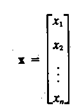 x = [x₁
x₂
⋮
xₙ]